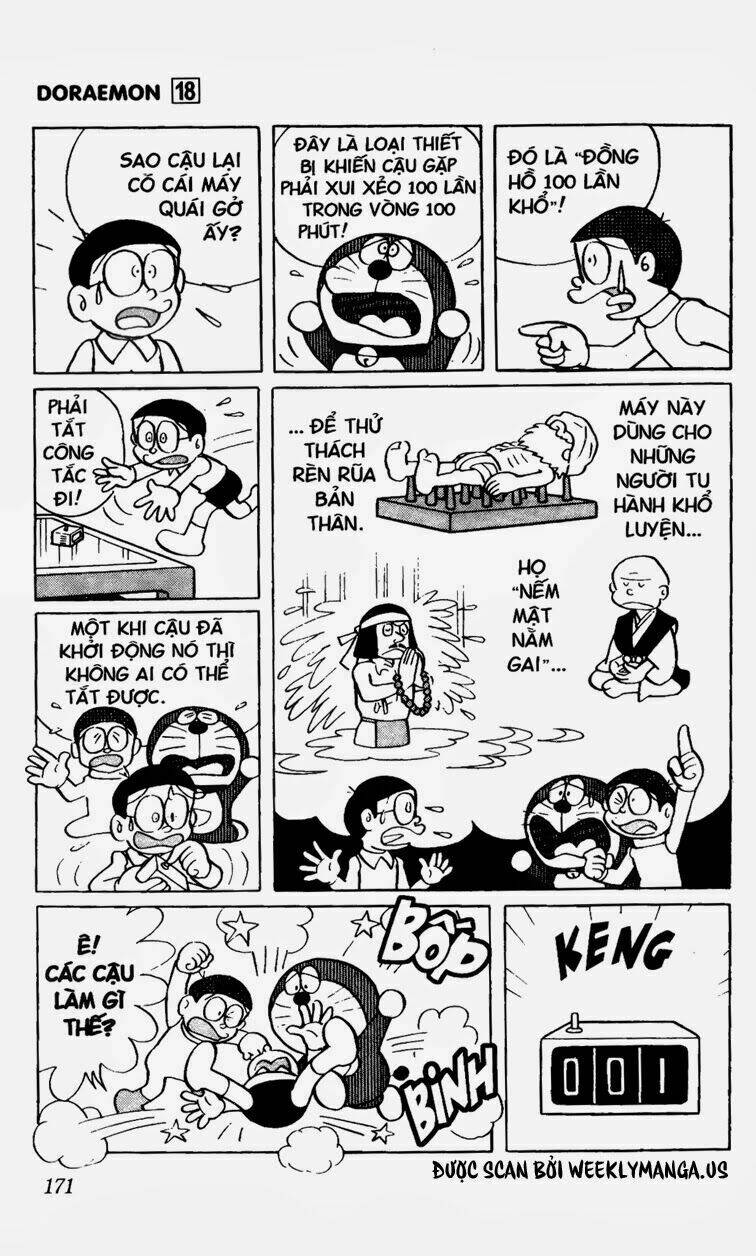 DORAEMON 18
ĐÓ LÀ “ĐỒNG
HỒ 100 LẦN
KHỔ”!
ĐÂY LÀ LOẠI THIẾT
BỊ KHIẾN CẬU GẶP
PHẢI XUI XẺO 100 LẦN
TRONG VÒNG 100
PHÚT!
SAO CẬU LẠI
CÓ CÁI MÁY
QUÁI GỞ
ẤY?
MÁY NÀY
DÙNG CHO
NHỮNG
NGƯỜI TU
HÀNH KHỔ
LUYỆN...
HỌ
“NẾM
MẬT
NẰM
GAI”...
... ĐỂ THỬ
THÁCH
RÈN RŨA
BẢN
THÂN.
PHẢI
TẮT
CÔNG
TẮC
ĐI!
MỘT KHI CẬU ĐÃ
KHỞI ĐỘNG NÓ THÌ
KHÔNG AI CÓ THỂ
TẮT ĐƯỢC.
KENG
001
BỐP
BINH
Ê!
CÁC CẬU
LÀM GÌ
THẾ?
ĐƯỢC SCAN BỞI WEEKLYMANGA.US
171